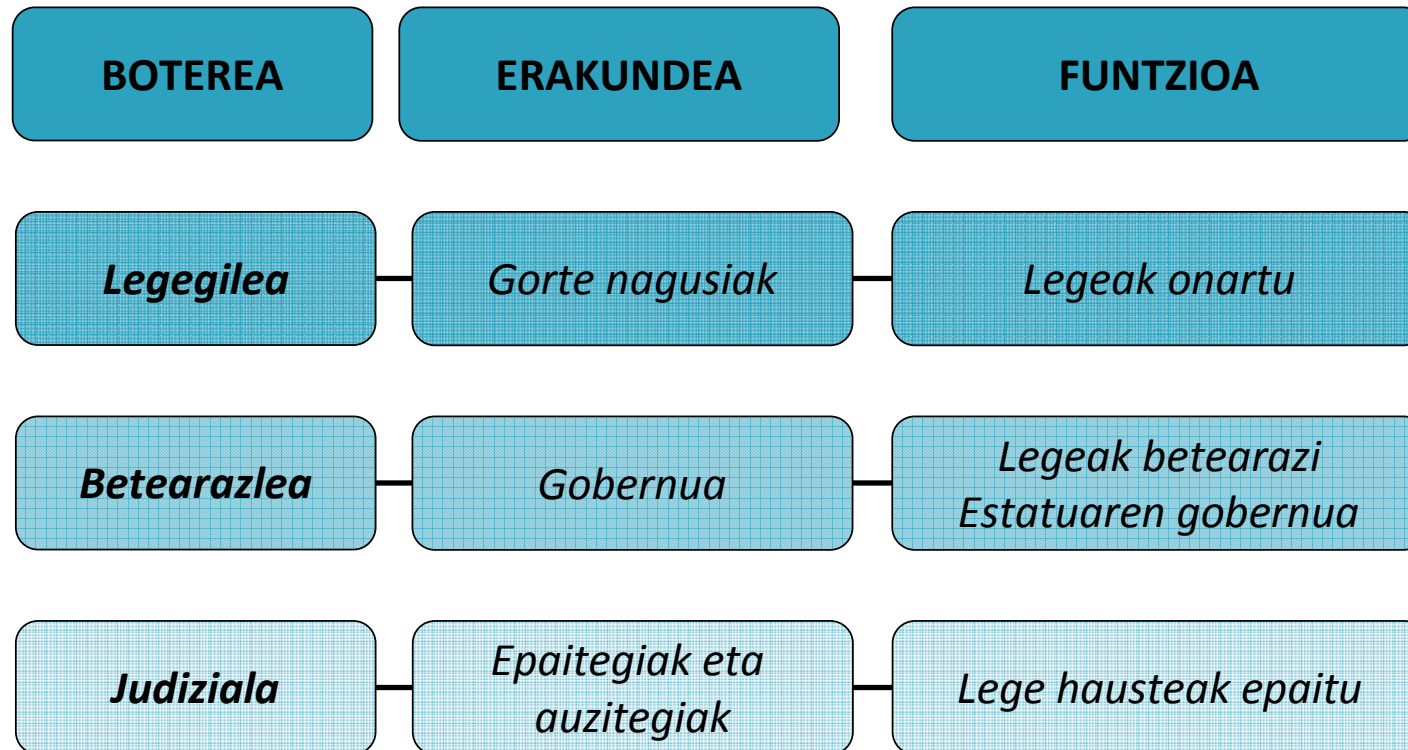 BOTEREA
ERAKUNDEA
FUNTZIOA
Legegilea
Gorte nagusiak
Legeak onartu
Betearazlea
Gobernua
Legeak betearazi
Estatuaren gobernua
Judiziala
Epaitegiak eta
auzitegiak
Lege hausteak epaitu